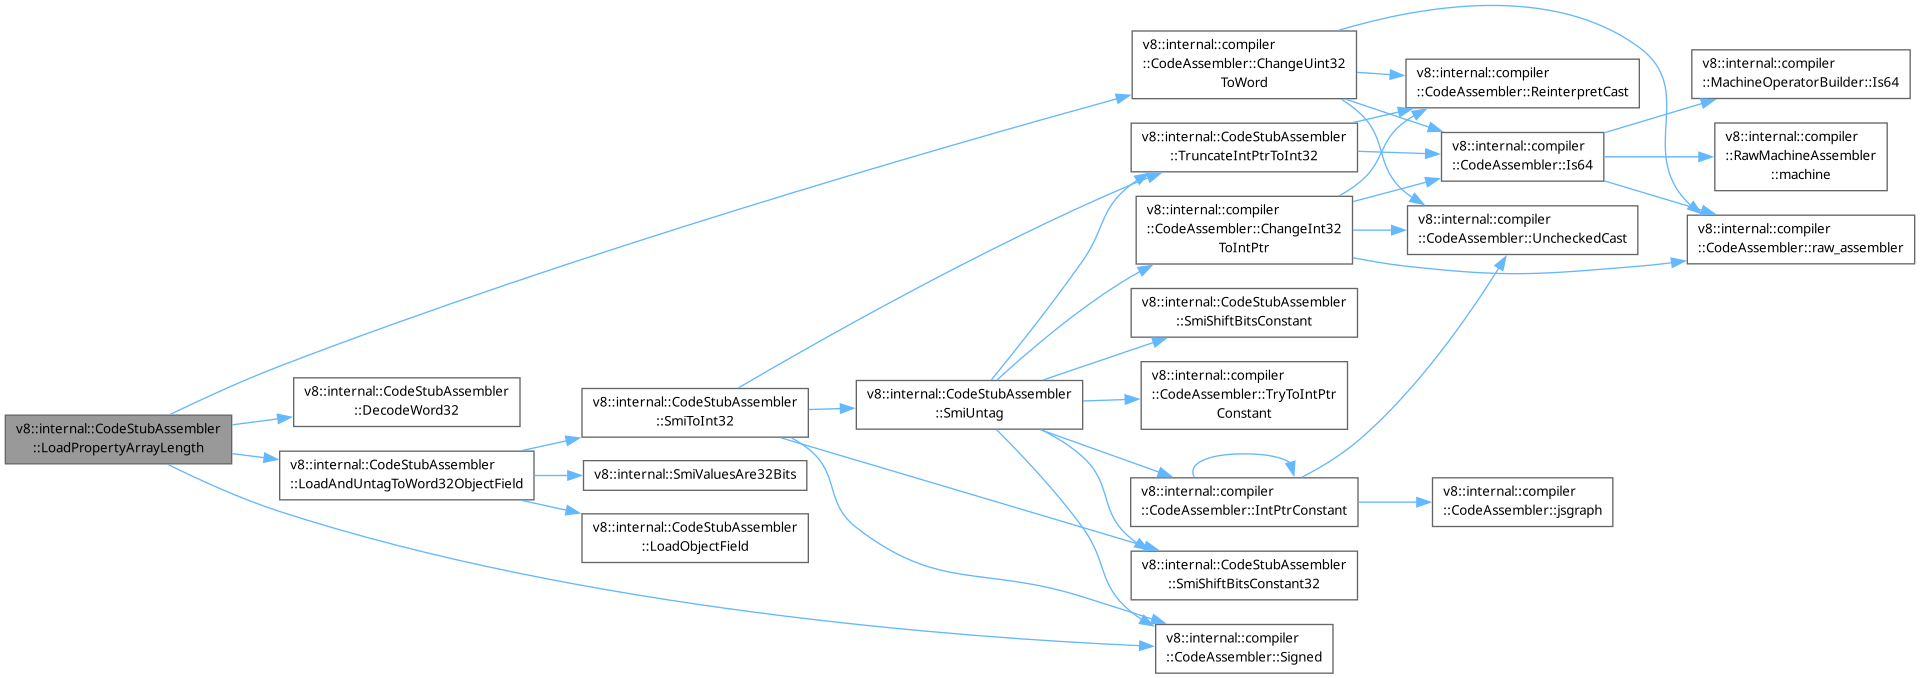 v8::internal::CodeStubAssembler
::LoadPropertyArrayLength
v8::internal::CodeStubAssembler
::DecodeWord32
v8::internal::CodeStubAssembler
::LoadAndUntagToWord32ObjectField
v8::internal::CodeStubAssembler
::SmiToInt32
v8::internal::SmiValuesAre32Bits
v8::internal::CodeStubAssembler
::LoadObjectField
v8::internal::CodeStubAssembler
::SmiUntag
v8::internal::compiler
::CodeAssembler::ChangeUint32
ToWord
v8::internal::CodeStubAssembler
::TruncateIntPtrToInt32
v8::internal::compiler
::CodeAssembler::ChangeInt32
ToIntPtr
v8::internal::CodeStubAssembler
::SmiShiftBitsConstant
v8::internal::compiler
::CodeAssembler::TryToIntPtr
Constant
v8::internal::compiler
::CodeAssembler::IntPtrConstant
v8::internal::CodeStubAssembler
::SmiShiftBitsConstant32
v8::internal::compiler
::CodeAssembler::Signed
v8::internal::compiler
::CodeAssembler::ReinterpretCast
v8::internal::compiler
::CodeAssembler::Is64
v8::internal::compiler
::CodeAssembler::UncheckedCast
v8::internal::compiler
::CodeAssembler::jsgraph
v8::internal::compiler
::MachineOperatorBuilder::Is64
v8::internal::compiler
::RawMachineAssembler
::machine
v8::internal::compiler
::CodeAssembler::raw_assembler